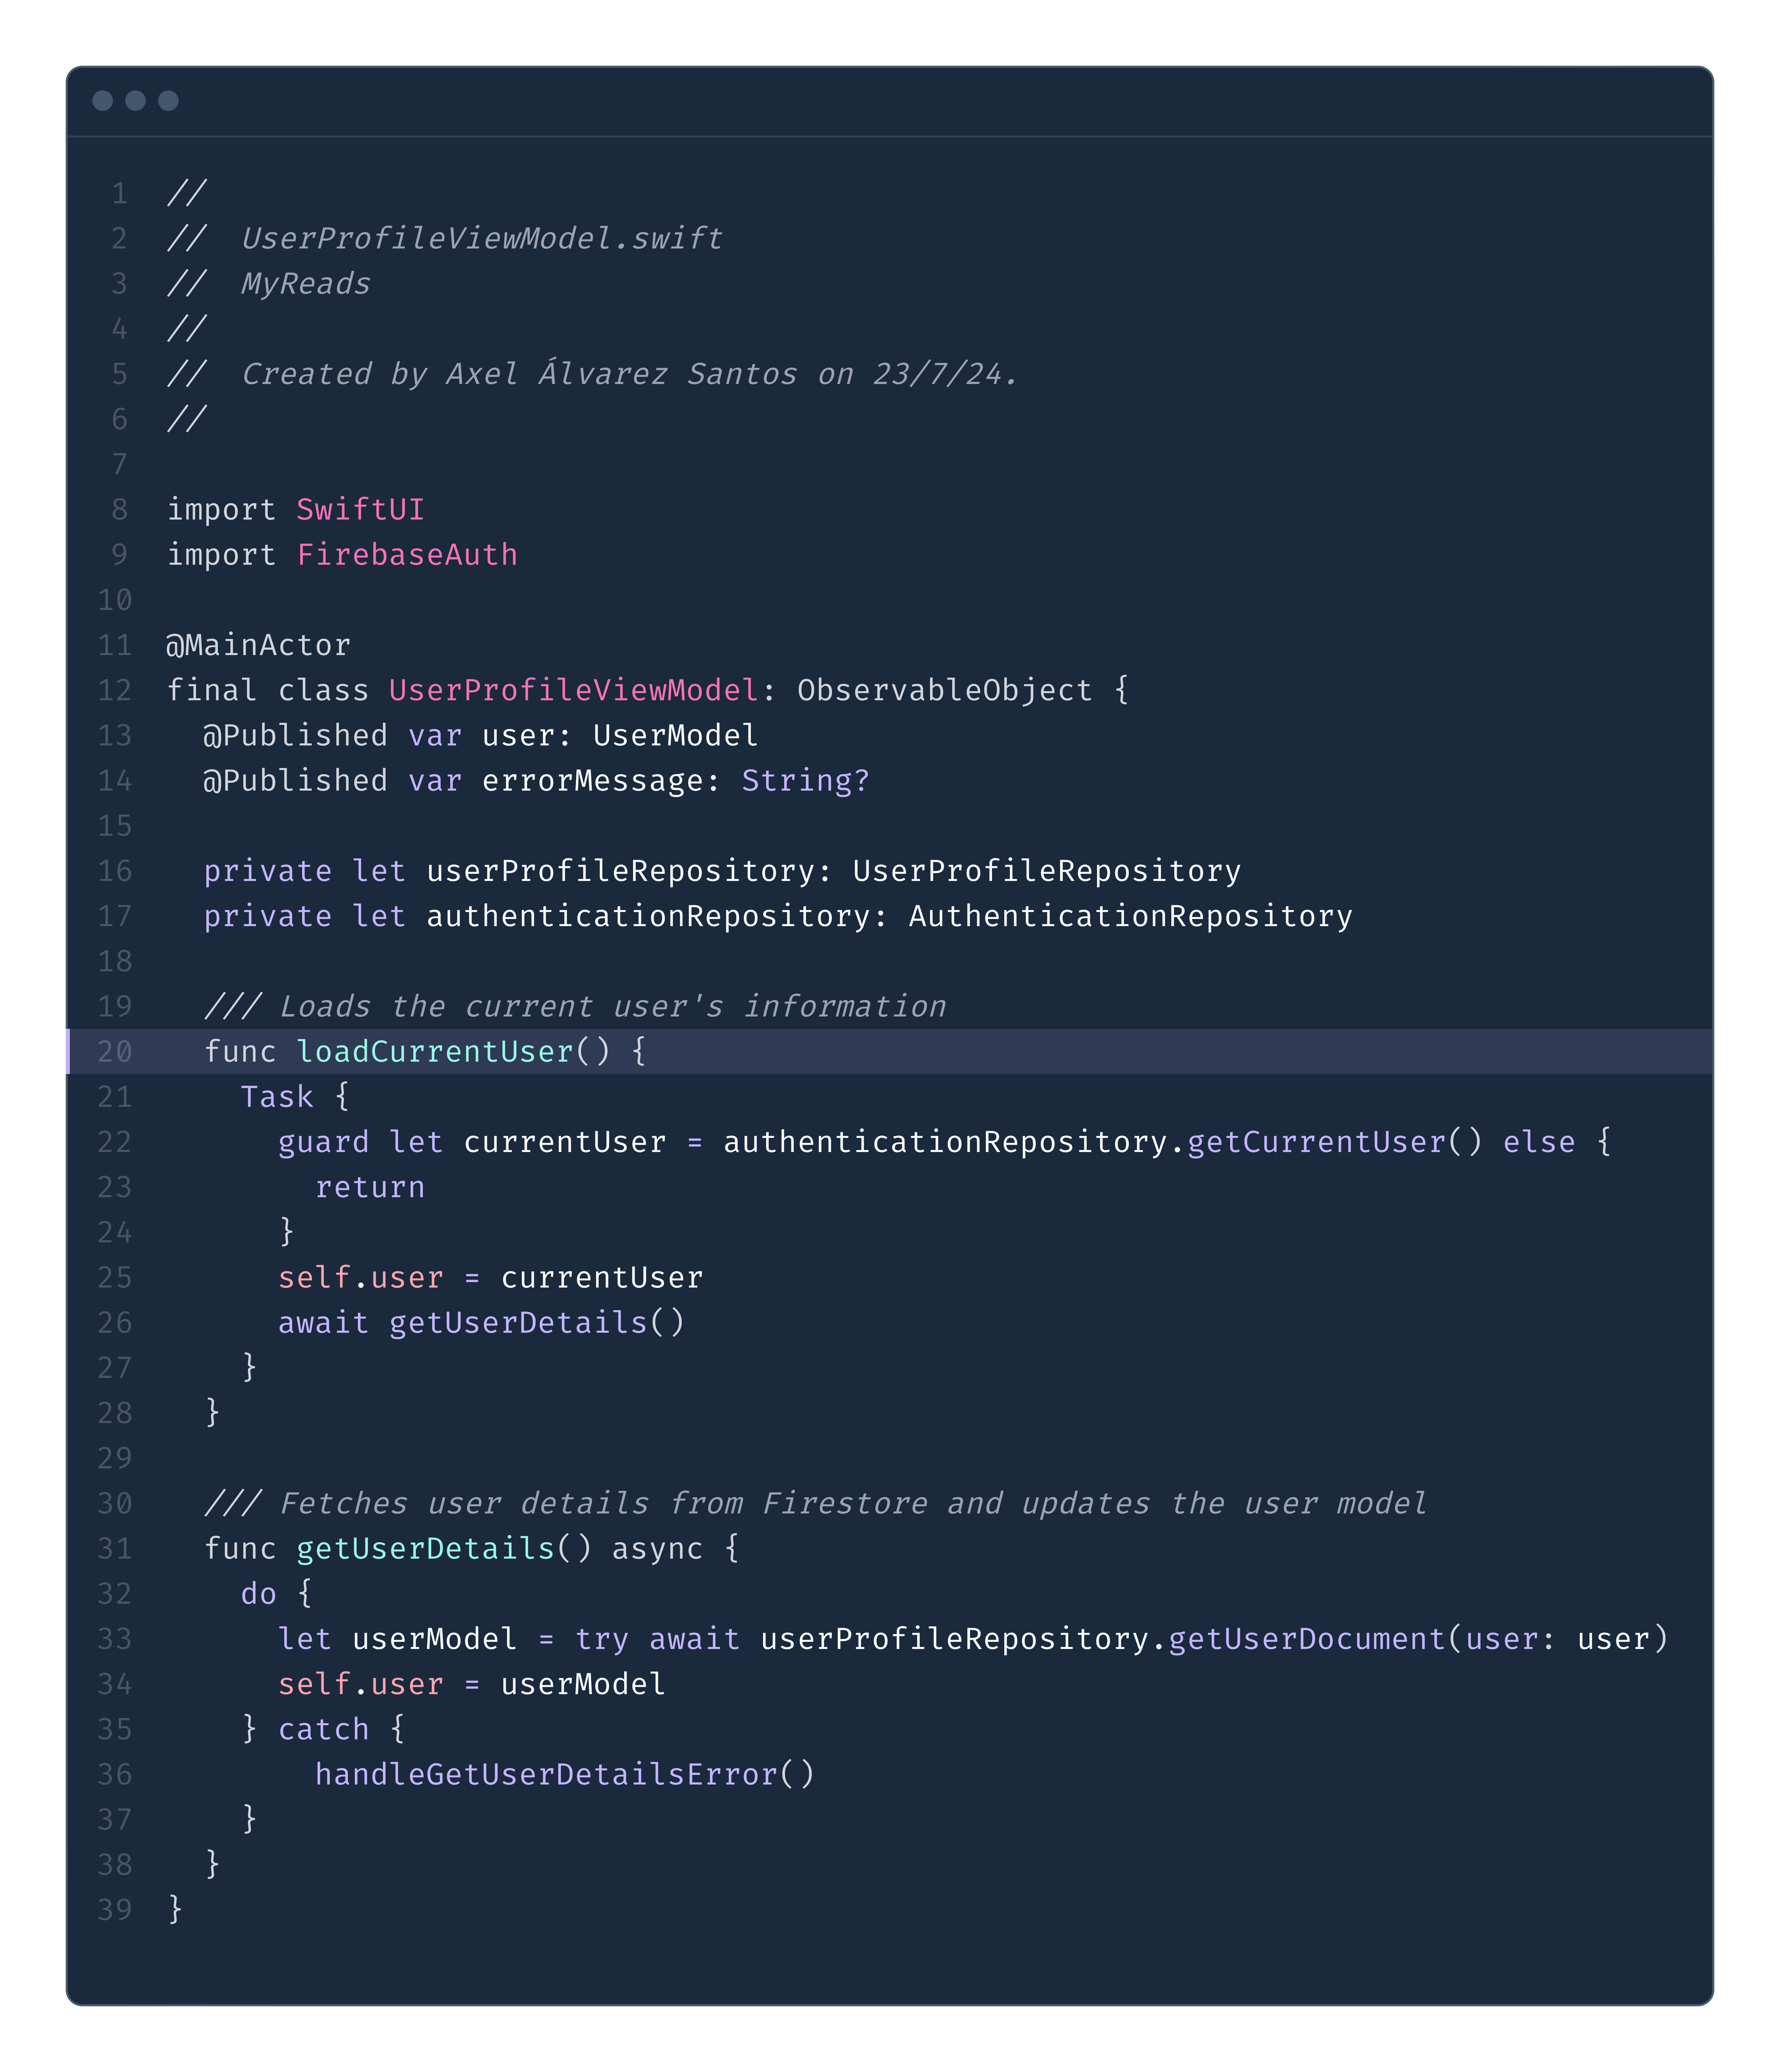 1 //
2 //  UserProfileViewModel.swift
3 //  MyReads
4 //
5 //  Created by Axel Álvarez Santos on 23/7/24.
6 //
7
8 import SwiftUI
9 import FirebaseAuth
10
11 @MainActor
12 final class UserProfileViewModel: ObservableObject {
13   @Published var user: UserModel
14   @Published var errorMessage: String?
15
16   private let userProfileRepository: UserProfileRepository
17   private let authenticationRepository: AuthenticationRepository
18
19   /// Loads the current user's information
20   func loadCurrentUser() {
21     Task {
22       guard let currentUser = authenticationRepository.getCurrentUser() else {
23         return
24       }
25       self.user = currentUser
26       await getUserDetails()
27     }
28   }
29
30   /// Fetches user details from Firestore and updates the user model
31   func getUserDetails() async {
32     do {
33       let userModel = try await userProfileRepository.getUserDocument(user: user)
34       self.user = userModel
35     } catch {
36         handleGetUserDetailsError()
37     }
38   }
39 }